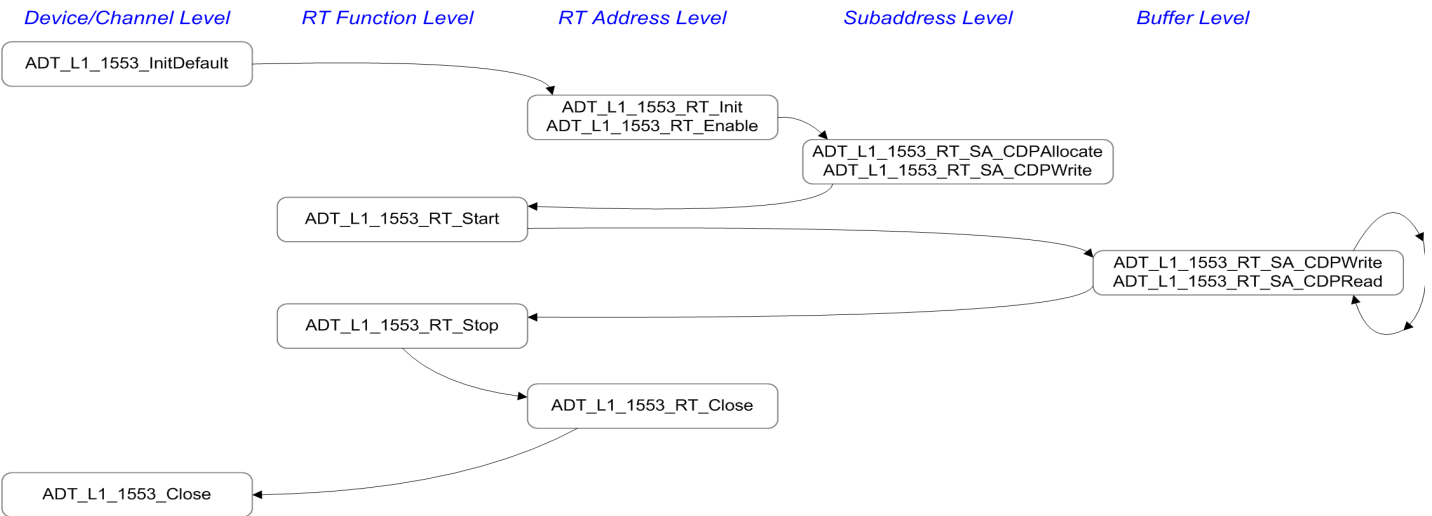 Device/Channel Level RT Function Level RT Address Level Subaddress Level Buffer Level
ADT_L1_1553_InitDefault
ADT_L1_1553_RT_Init
ADT_L1_1553_RT_Enable
ADT_L1_1553_RT_SA_CDPAllocate
ADT_L1_1553_RT_SA_CDPWrite
ADT_L1_1553_RT_Start
ADT_L1_1553_RT_SA_CDPWrite
ADT_L1_1553_RT_SA_CDPRead
ADT_L1_1553_RT_Stop
ADT_L1_1553_RT_Close
ADT_L1_1553_Close